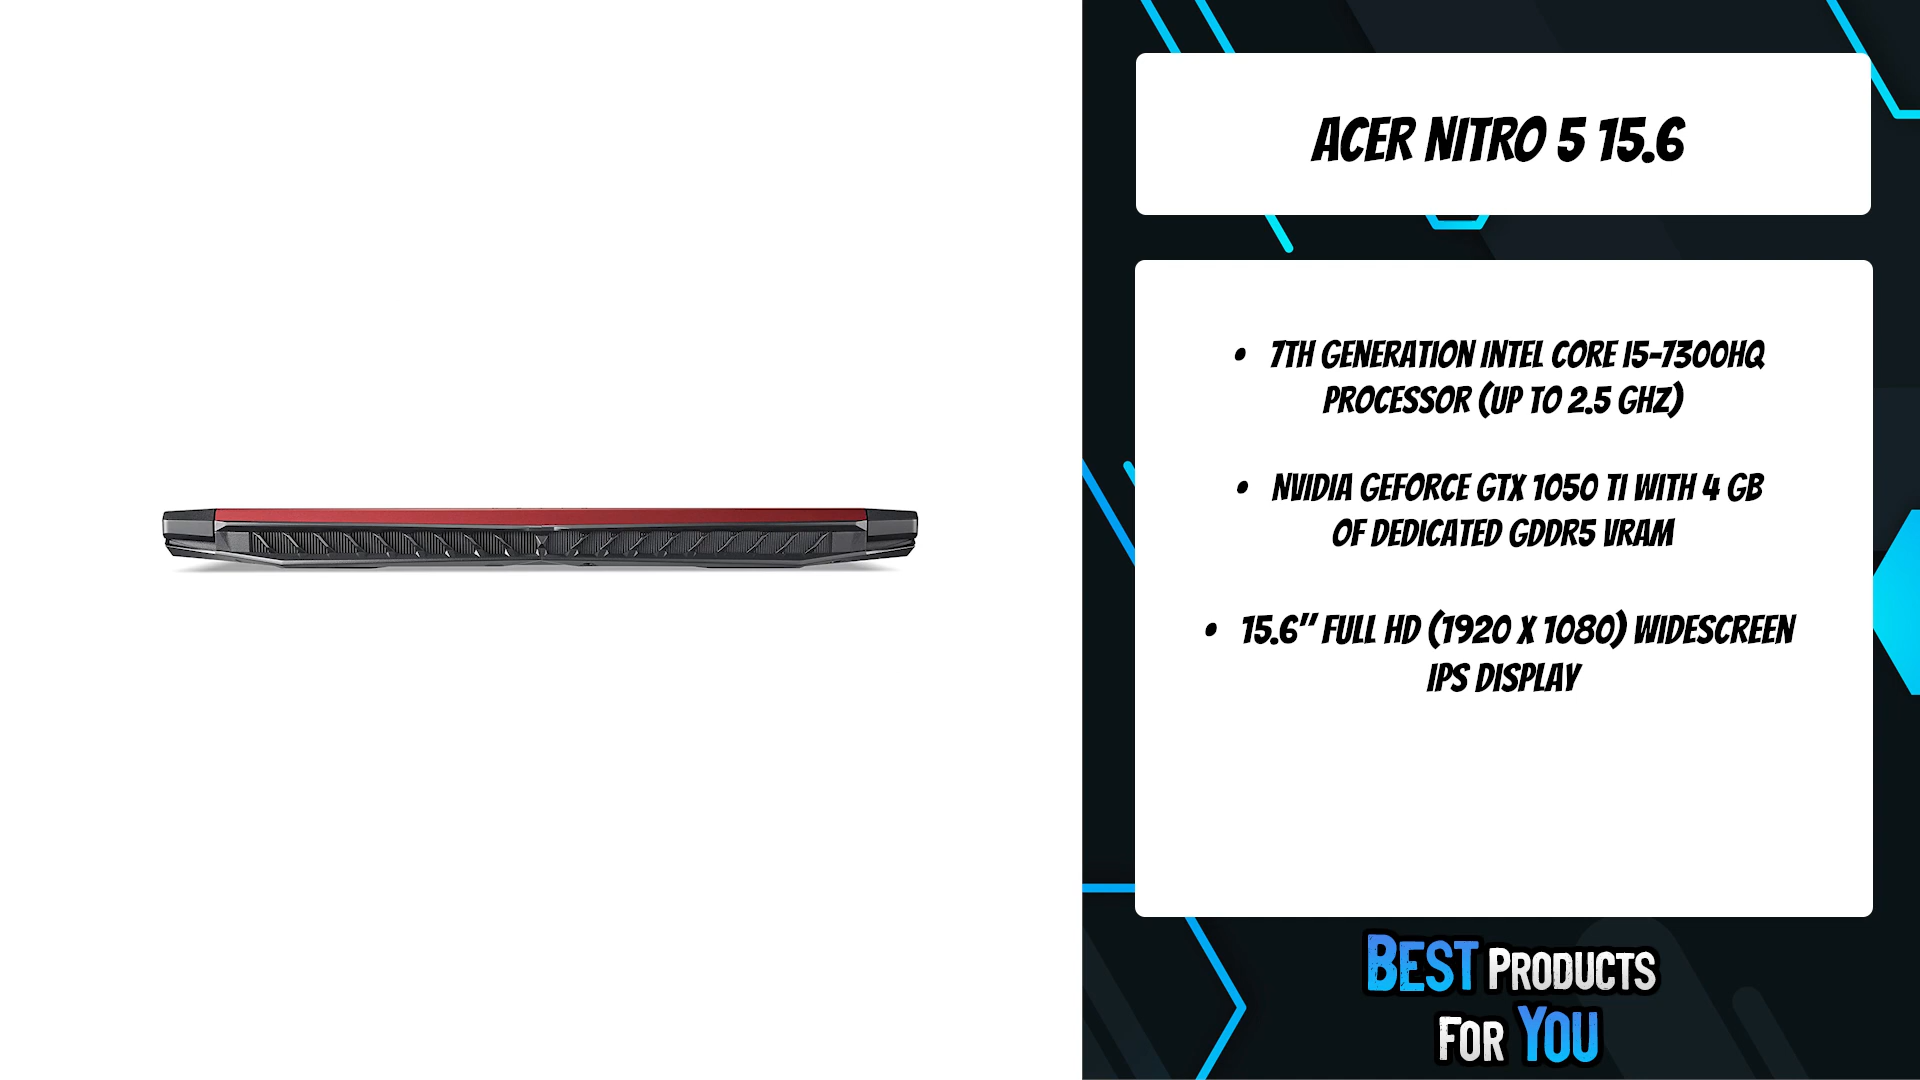 ACER NITRO 5 15.6
• 7TH GENERATION INTEL CORE I5-7300HQ
PROCESSOR (UP TO 2.5 GHZ)
• NVIDIA GEFORCE GTX 1050 TI WITH 4 GB
OF DEDICATED GDDR5 VRAM
• 15.6" FULL HD (1920 X 1080) WIDESCREEN
IPS DISPLAY
BEST PRODUCTS
FOR YOU